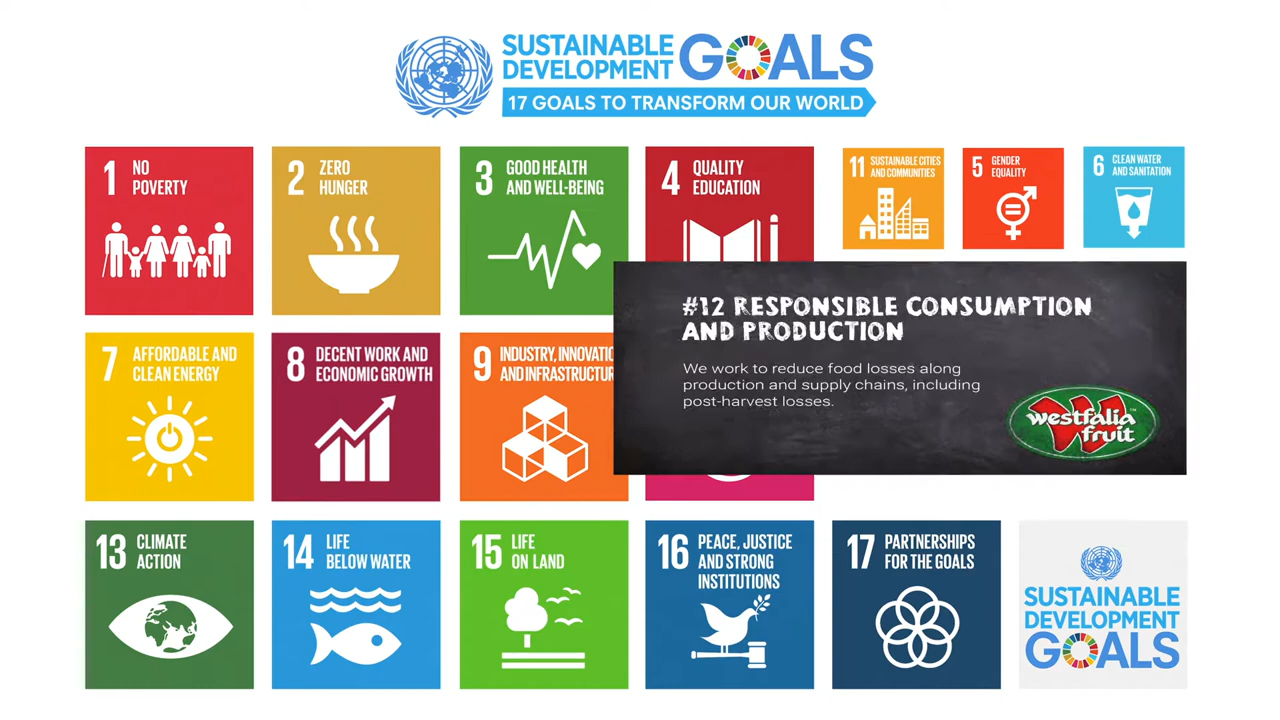 SUSTAINABLE
DEVELOPMENT
GOALS
17 GOALS TO TRANSFORM OUR WORLD
1 NO
POVERTY
2 ZERO
HUNGER
3 GOOD HEALTH
AND WELL-BEING
4 QUALITY
EDUCATION
11 SUSTAINABLE CITIES
AND COMMUNITIES
5 GENDER
EQUALITY
6 CLEAN WATER
AND SANITATION
#12 RESPONSIBLE CONSUMPTION
AND PRODUCTION
We work to reduce food losses along
production and supply chains, including
post-harvest losses.
westfalia™
fruit
7 AFFORDABLE AND
CLEAN ENERGY
8 DECENT WORK AND
ECONOMIC GROWTH
9 INDUSTRY, INNOVATIO
AND INFRASTRUCTUR
13 CLIMATE
ACTION
14 LIFE
BELOW WATER
15 LIFE
ON LAND
16 PEACE, JUSTICE
AND STRONG
INSTITUTIONS
17 PARTNERSHIPS
FOR THE GOALS
SUSTAINABLE
DEVELOPMENT
GOALS